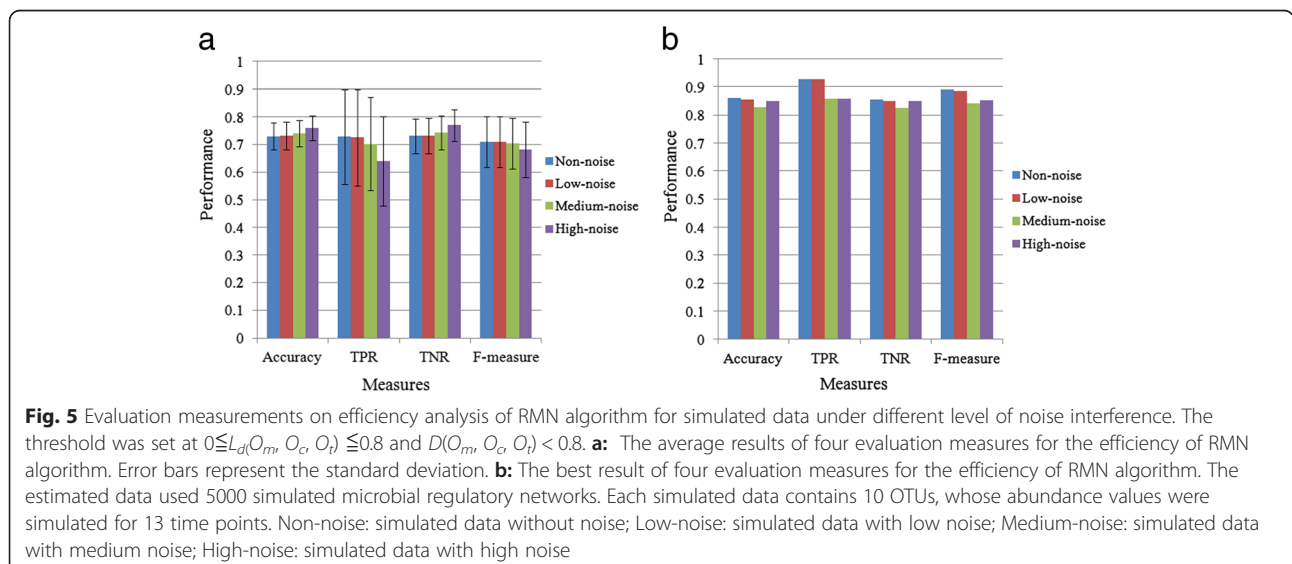 a
1
0.9
0.8
0.7
0.6
0.5
0.4
0.3
0.2
0.1
0
Performance
Accuracy TPR TNR F-measure
Measures
Non-noise
Low-noise
Medium-noise
High-noise
b
1
0.9
0.8
0.7
0.6
0.5
0.4
0.3
0.2
0.1
0
Performance
Accuracy TPR TNR F-measure
Measures
Non-noise
Low-noise
Medium-noise
High-noise
Fig. 5 Evaluation measurements on efficiency analysis of RMN algorithm for simulated data under different level of noise interference. The
threshold was set at 0≦Ld(Om, Oc, Ot) ≦0.8 and D(Om, Oc, Ot) < 0.8. a: The average results of four evaluation measures for the efficiency of RMN
algorithm. Error bars represent the standard deviation. b: The best result of four evaluation measures for the efficiency of RMN algorithm. The
estimated data used 5000 simulated microbial regulatory networks. Each simulated data contains 10 OTUs, whose abundance values were
simulated for 13 time points. Non-noise: simulated data without noise; Low-noise: simulated data with low noise; Medium-noise: simulated data
with medium noise; High-noise: simulated data with high noise